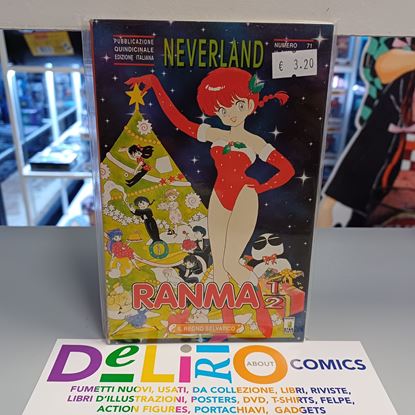 PUBBLICAZIONE
QUINDICINALE
EDIZIONE ITALIANA
NEVERLAND
NUMERO 71
€ 3.20
RANMA 1/2
IL REGNO SELVATICO
DeLiRiO ABOUT COMICS
FUMETTI NUOVI, USATI, DA COLLEZIONE, LIBRI, RIVISTE,
LIBRI D'ILLUSTRAZIONI, POSTERS, DVD, T-SHIRTS, FELPE,
ACTION FIGURES, PORTACHIAVI, GADGETS